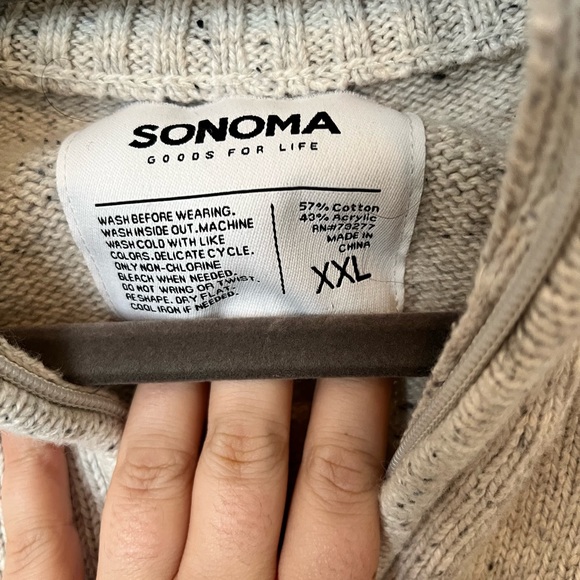 SONOMA
GOODS FOR LIFE
WASH BEFORE WEARING.
WASH INSIDE OUT. MACHINE
WASH COLD WITH LIKE
COLORS. DELICATE CYCLE.
ONLY NON-CHLORINE
BLEACH WHEN NEEDED.
DO NOT WRING OR TWIST.
RESHAPE. DRY FLAT.
COOL IRON IF NEEDED.
57% Cotton
43% Acrylic
RN#73277
MADE IN
CHINA
XXL